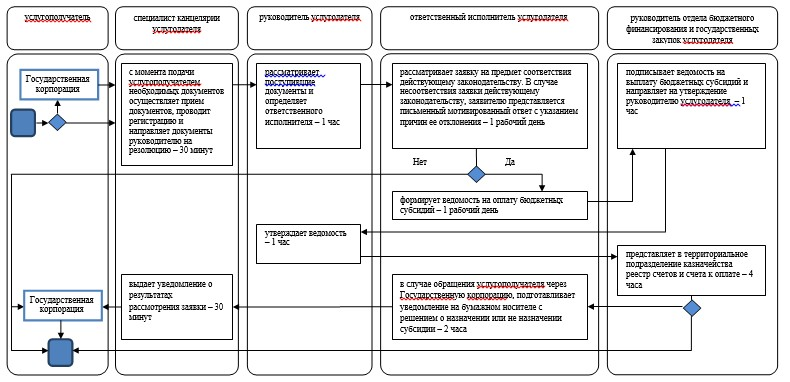 услугополучатель
специалист канцелярии
услугодателя
руководитель услугодателя
ответственный исполнитель услугодателя
руководитель отдела бюджетного
финансирования и государственных
закупок услугодателя
Государственная
корпорация
с момента подачи
услугополучателем
необходимых документов
осуществляет прием
документов, проводит
регистрацию и
направляет документы
руководителю на
резолюцию – 30 минут
рассматривает
поступившие
документы и
определяет
ответственного
исполнителя – 1 час
рассматривает заявку на предмет соответствия
действующему законодательству. В случае
несоответствия заявки действующему
законодательству, заявителю представляется
письменный мотивированный ответ с указанием
причин ее отклонения – 1 рабочий день
подписывает ведомость на
выплату бюджетных субсидий и
направляет на утверждение
руководителю услугодателя – 1
час
Нет
Да
формирует ведомость на оплату бюджетных
субсидий – 1 рабочий день
утверждает ведомость
– 1 час
представляет в территориальное
подразделение казначейства
реестр счетов и счета к оплате – 4
часа
Государственная
корпорация
выдает уведомление о
результатах
рассмотрения заявки – 30
минут
в случае обращения услугополучателя через
Государственную корпорацию, подготавливает
уведомление на бумажном носителе с
решением о назначении или не назначении
субсидии – 2 часа